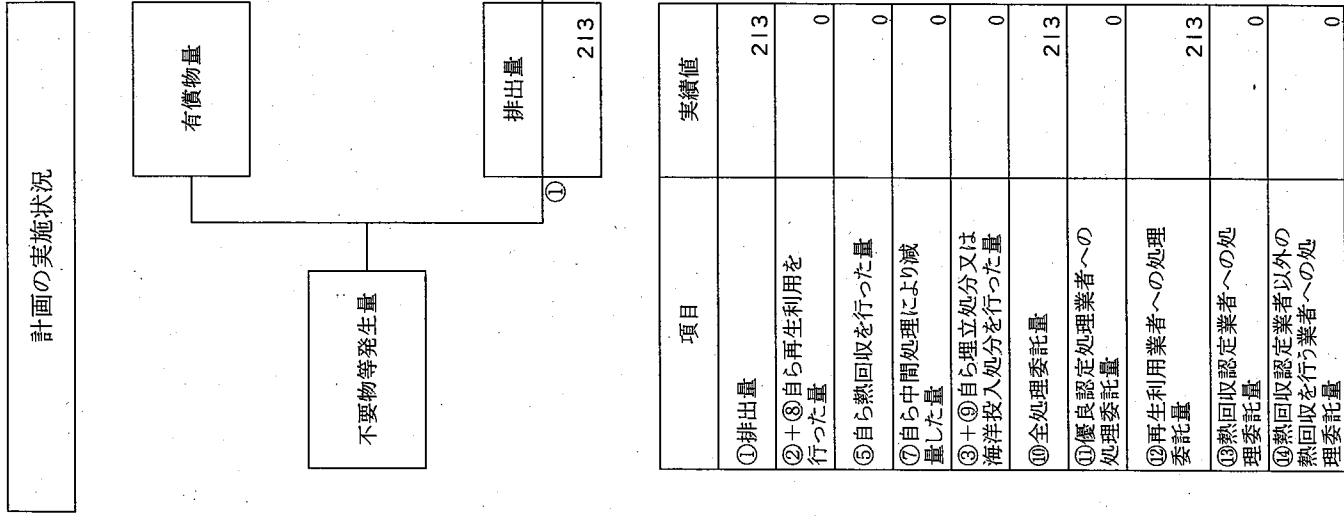 計画の実施状況
不要物等発生量
有償物量
①
排出量
213
項目
実績値
①排出量
213
②+⑧自ら再生利用を
行った量
0
⑤自ら熱回収を行った量
0
⑦自ら中間処理により減
量した量
0
③+⑨自ら埋立処分又は
海洋投入処分を行った量
0
⑩全処理委託量
213
⑪優良認定処理業者への
処理委託量
0
⑫再生利用業者への処理
委託量
213
⑬熱回収認定業者への処
理委託量
0
⑭熱回収認定業者以外の
熱回収を行う業者への処
理委託量
0